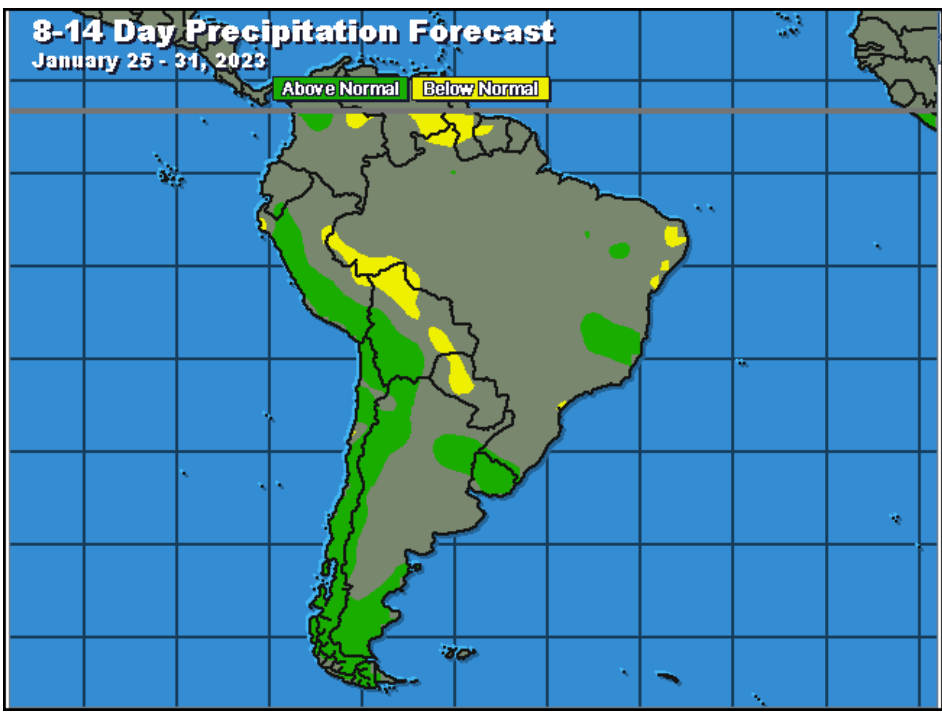 8-14 Day Precipitation Forecast
January 25 - 31, 2023
Above Normal Below Normal